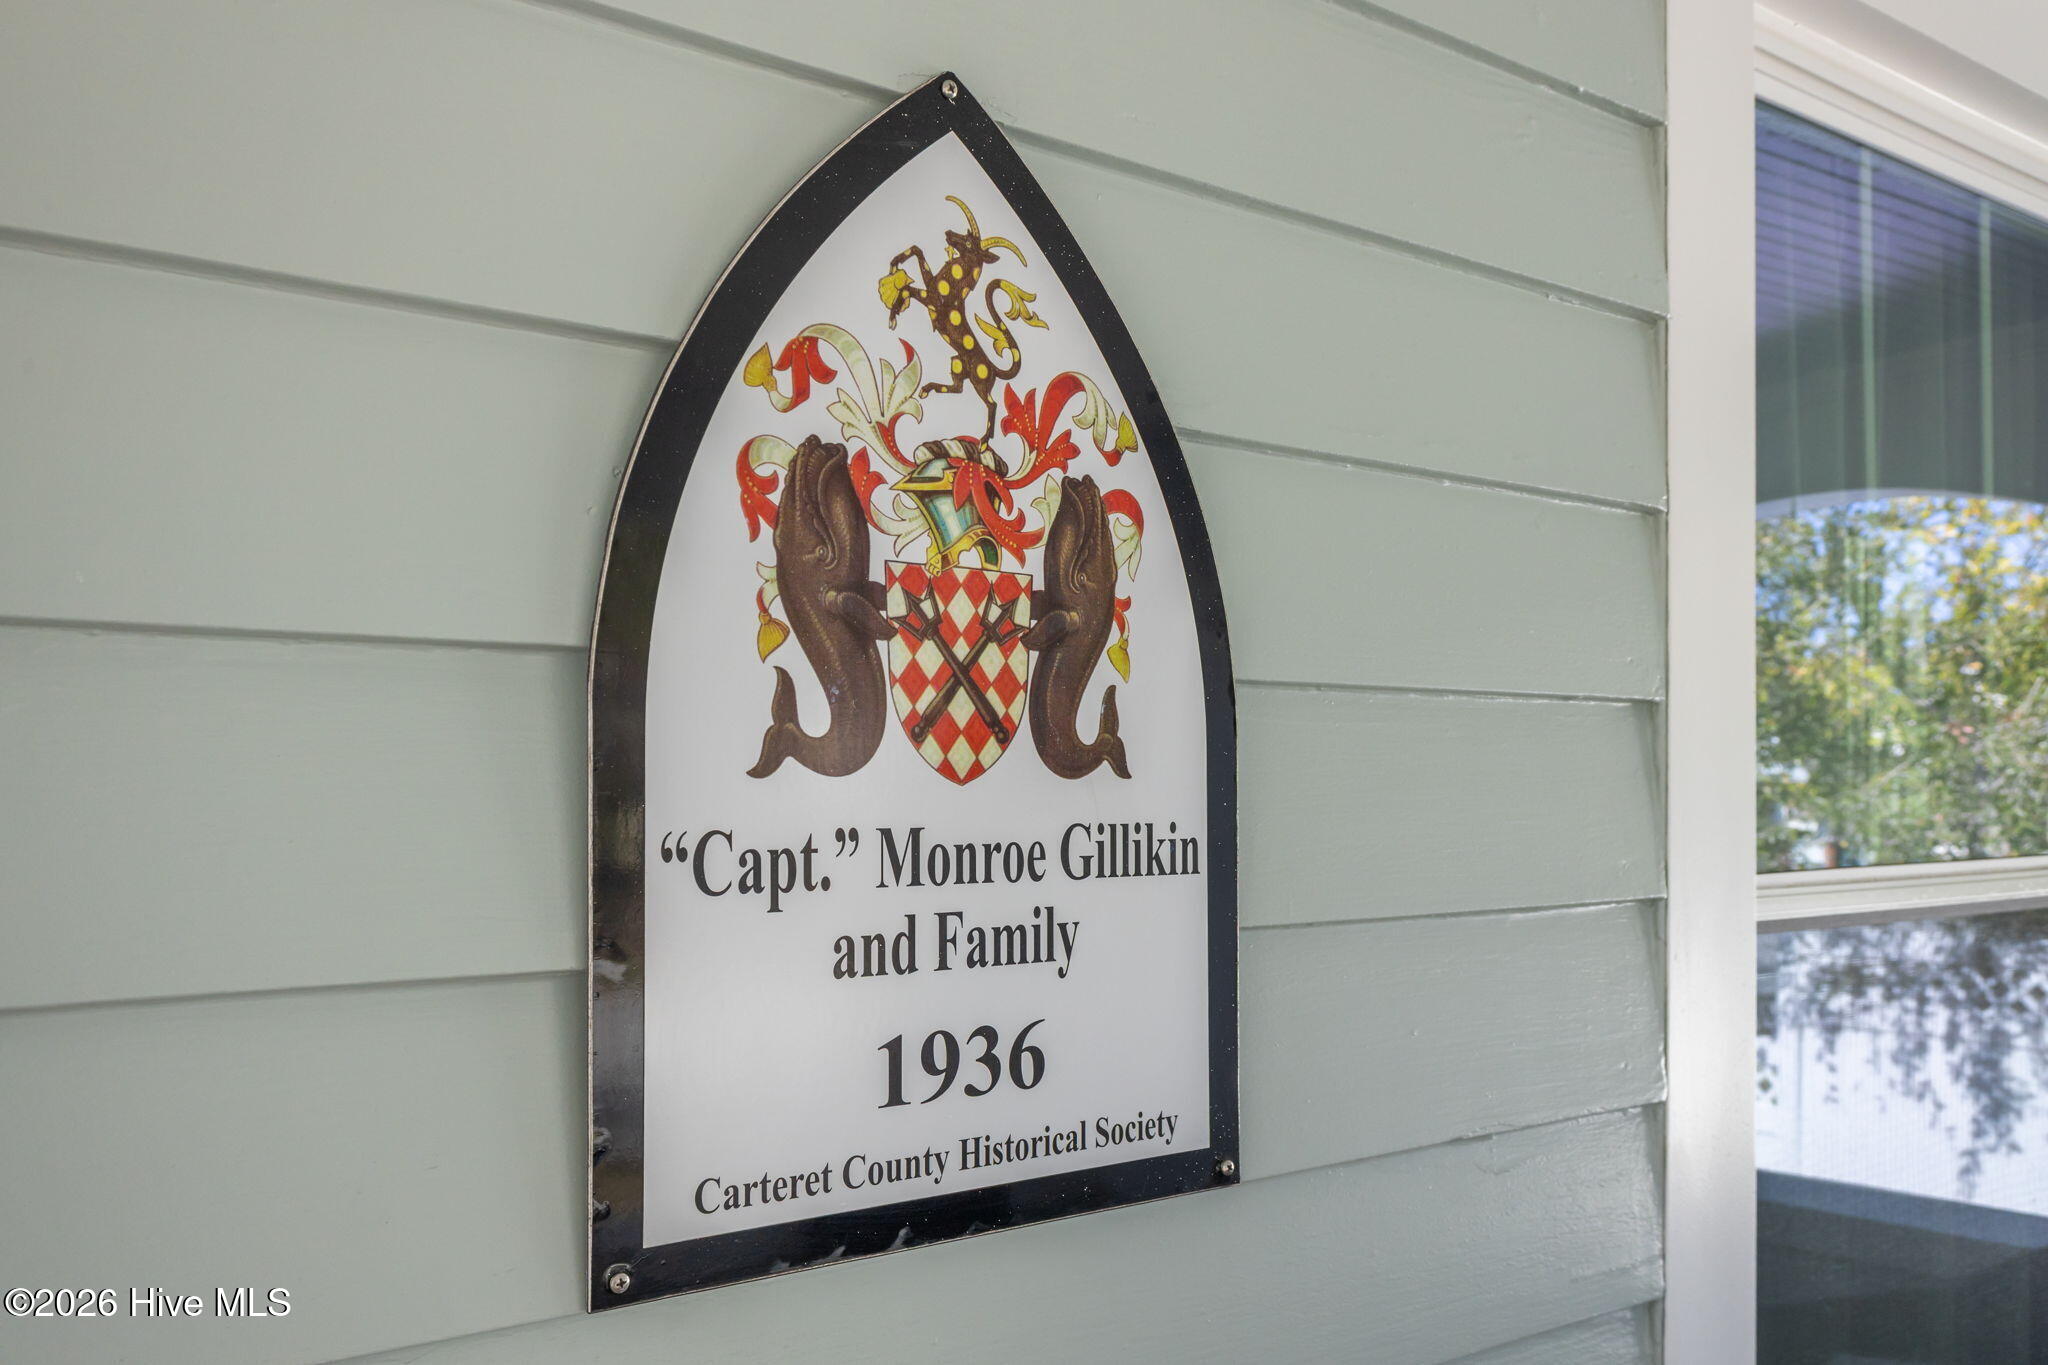 “Capt.” Monroe Gillikin
and Family
1936
Carteret County Historical Society
©2026 Hive MLS